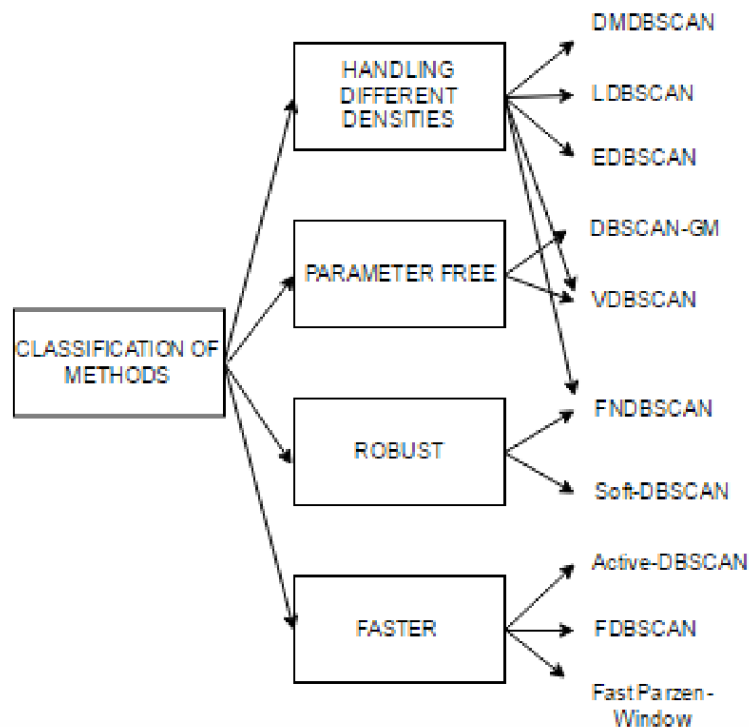 CLASSIFICATION OF
METHODS
HANDLING
DIFFERENT
DENSITIES
PARAMETER FREE
ROBUST
FASTER
DMDBSCAN
LDBSCAN
EDBSCAN
DBSCAN-GM
VDBSCAN
FNDBSCAN
Soft-DBSCAN
Active-DBSCAN
FDBSCAN
Fast Parzen-
Window